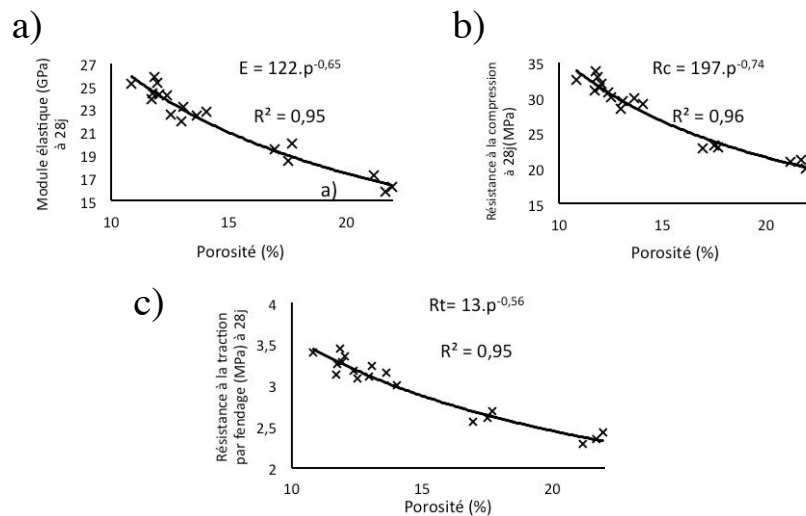 a)
Module élastique (GPa)
à 28j
27
25
23
21
19
17
15
E = 122.p-0,65
R² = 0,95
a)
10
15
20
Porosité (%)
b)
Résistance à la compression
à 28j(MPa)
35
30
25
20
15
Rc = 197.p-0,74
R² = 0,96
10
15
20
Porosité (%)
c)
Résistance à la traction
par fendage (MPa) à 28j
4
3,5
3
2,5
2
Rt= 13.p-0,56
R² = 0,95
10
15
20
Porosité (%)